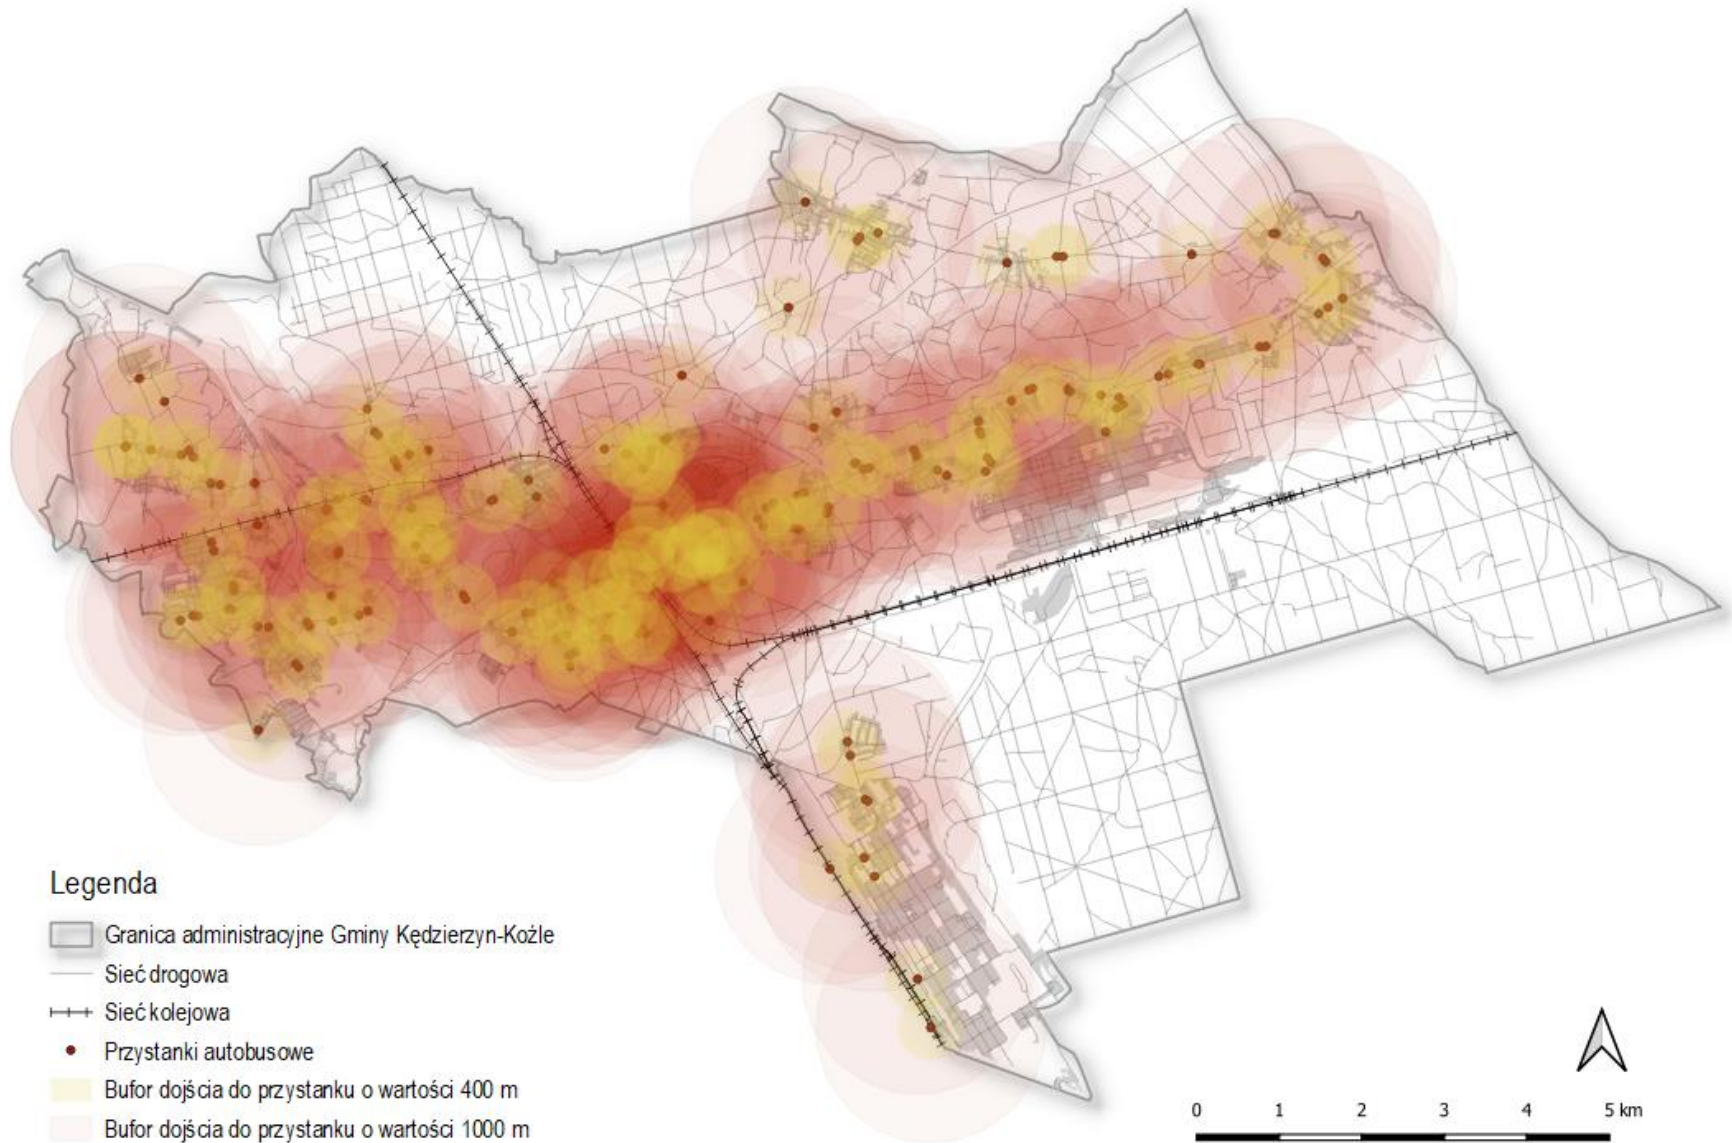 Legenda
Granica administracyjne Gminy Kędzierzyn-Koźle
Sieć drogowa
Sieć kolejowa
Przystanki autobusowe
Bufor dojścia do przystanku o wartości 400 m
Bufor dojścia do przystanku o wartości 1000 m
0 1 2 3 4 5 km